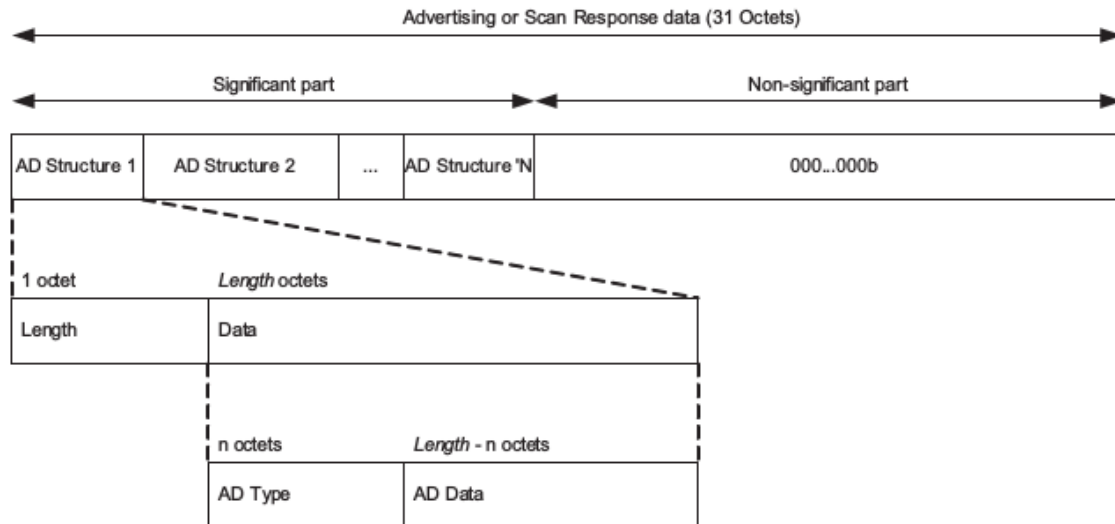 Advertising or Scan Response data (31 Octets)
Significant part Non-significant part
AD Structure 1 AD Structure 2 ... AD Structure 'N 000...000b
1 octet Length octets
Length Data
n octets Length - n octets
AD Type AD Data